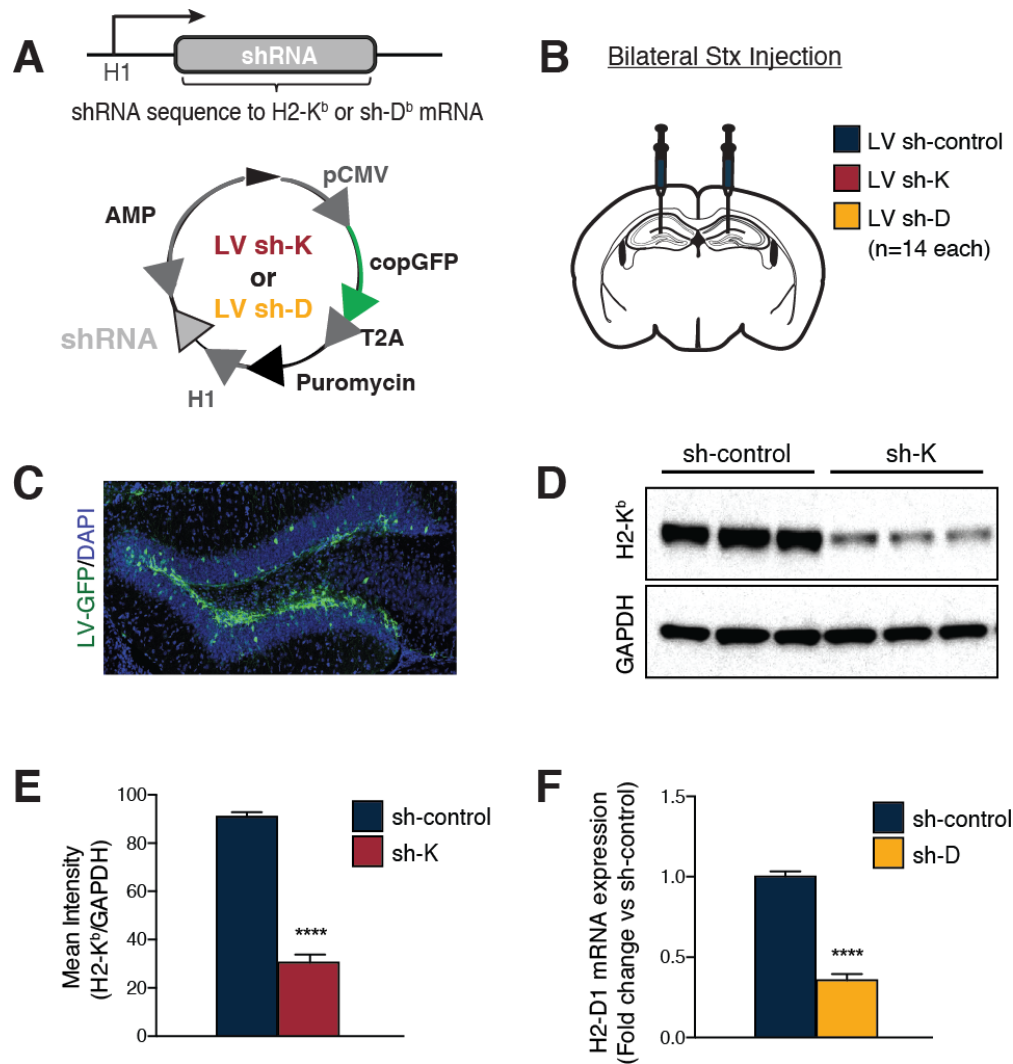 A
H1
shRNA
shRNA sequence to H2-Kᵇ or sh-Dᵇ mRNA
pCMV
AMP
LV sh-K
or
LV sh-D
copGFP
shRNA
T2A
Puromycin
H1
B
Bilateral Stx Injection
LV sh-control
LV sh-K
LV sh-D
(n=14 each)
C
LV-GFP/DAPI
D
sh-control
sh-K
H2-Kᵇ
GAPDH
E
Mean Intensity
(H2-Kᵇ/GAPDH)
100
80
60
40
20
0
****
sh-control
sh-K
F
H2-D1 mRNA expression
(Fold change vs sh-control)
1.5
1.0
0.5
0.0
****
sh-control
sh-D